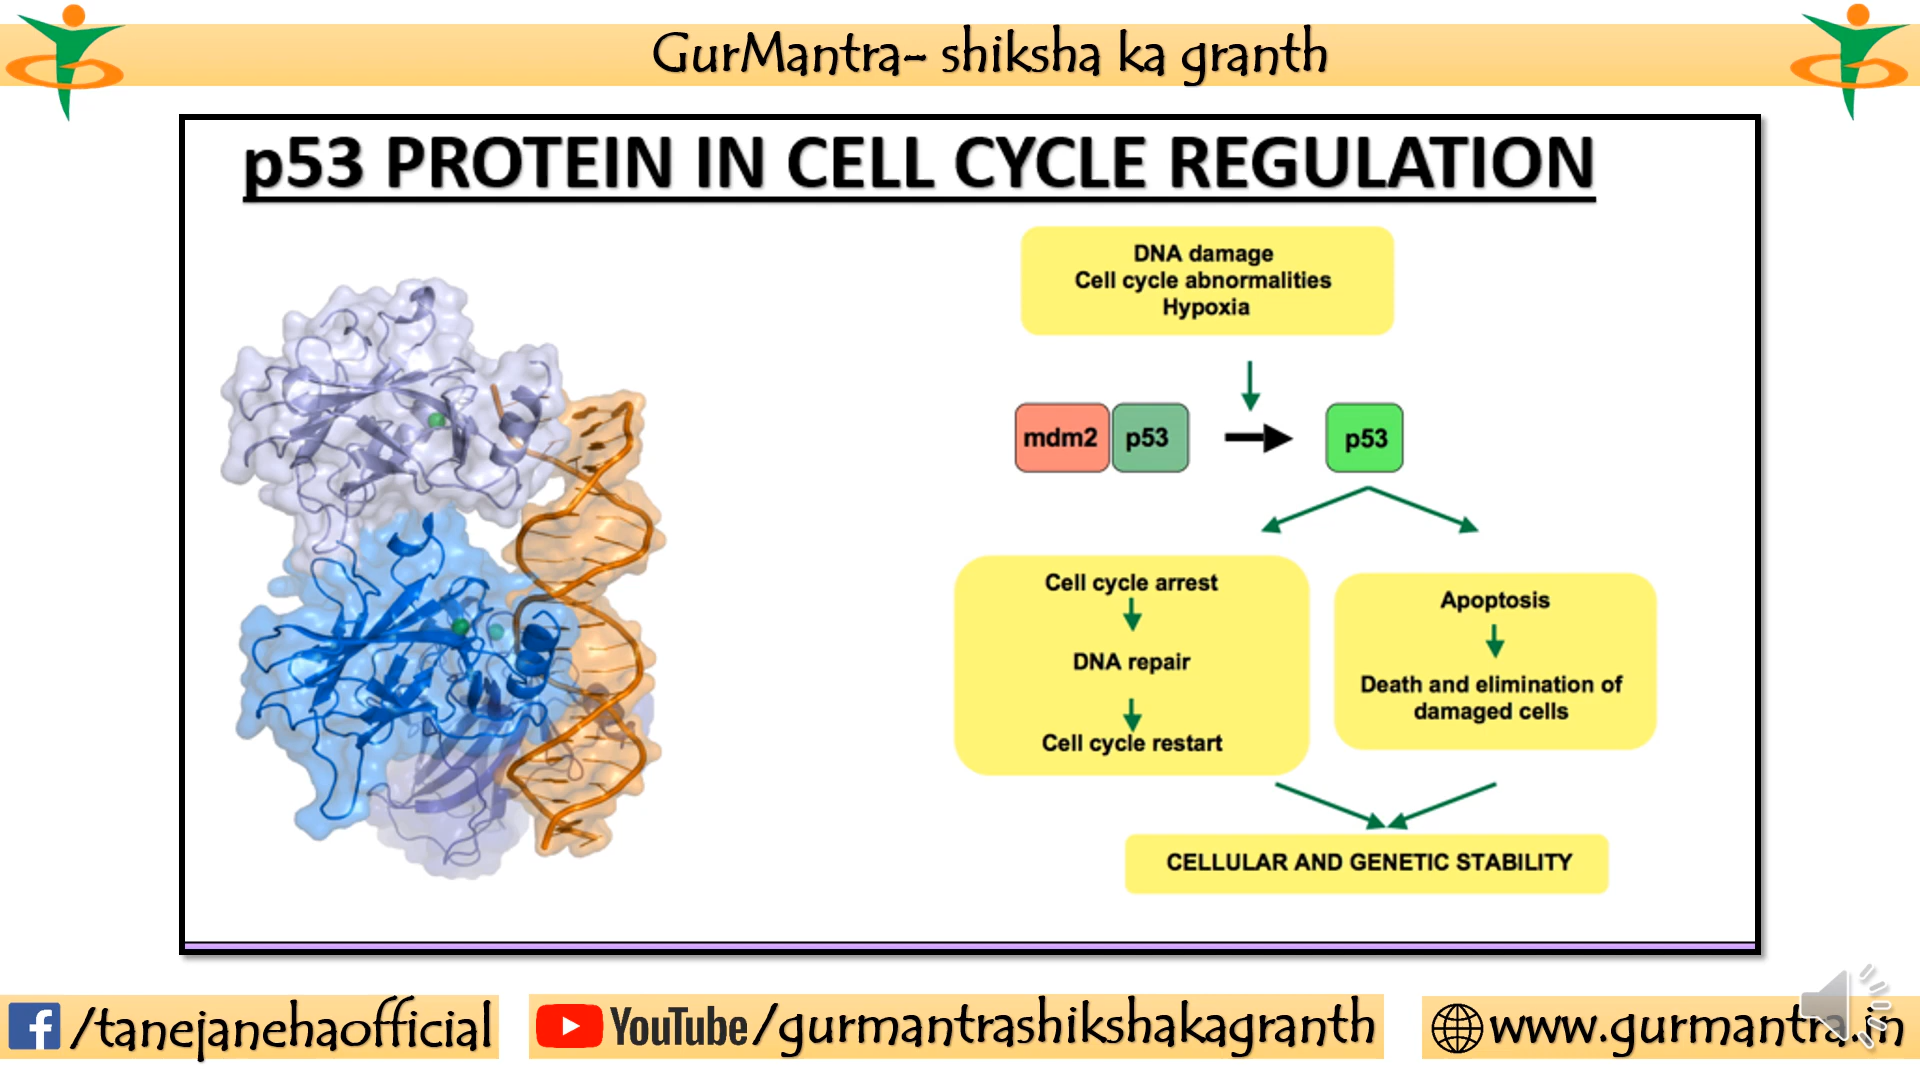 GurMantra- shiksha ka granth
p53 PROTEIN IN CELL CYCLE REGULATION
DNA damage
Cell cycle abnormalities
Hypoxia
mdm2 p53 p53
Cell cycle arrest
DNA repair
Cell cycle restart
Apoptosis
Death and elimination of
damaged cells
CELLULAR AND GENETIC STABILITY
/tanejanehaofficial
YouTube/gurmantrashikshakagranth
www.gurmantra.in